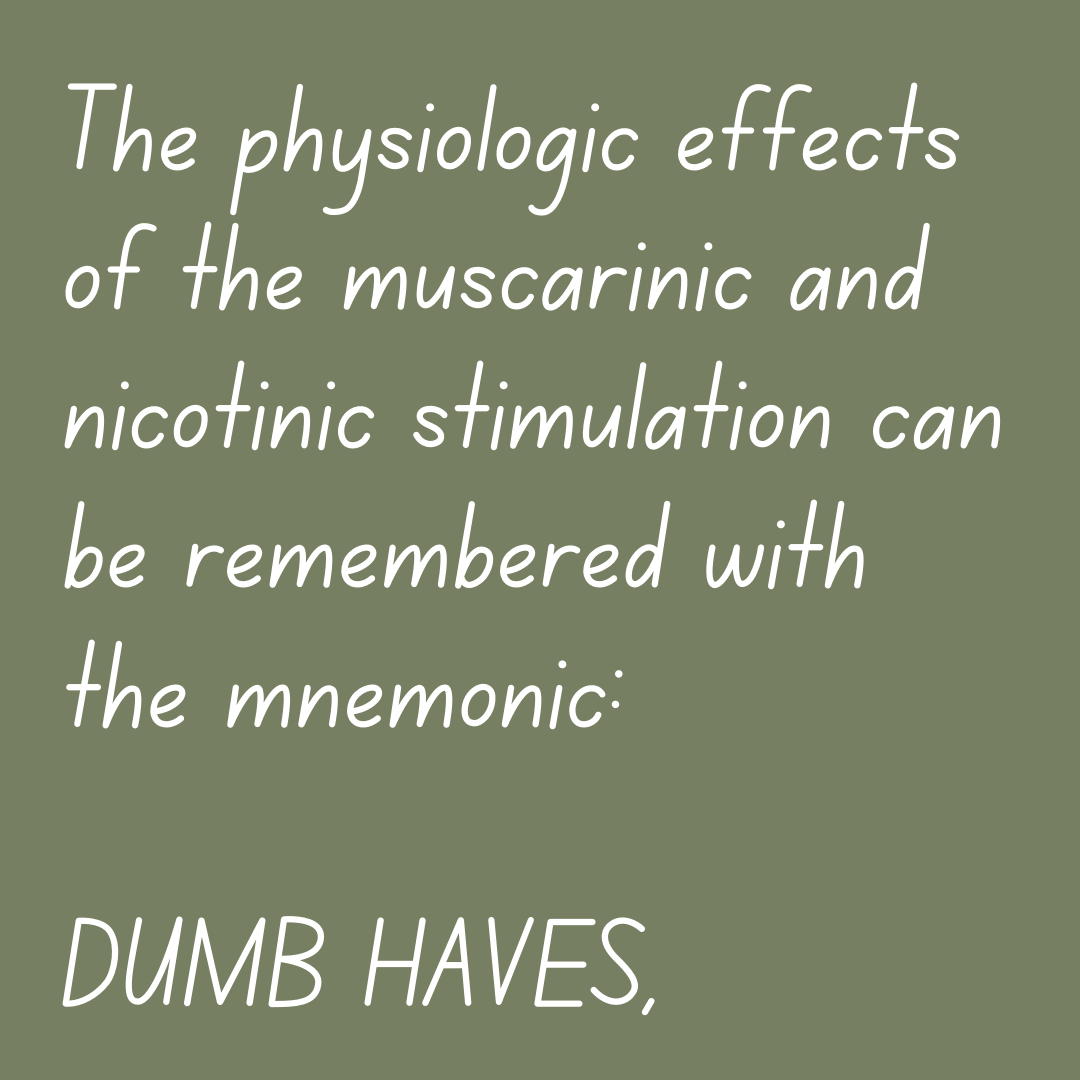 The physiologic effects
of the muscarinic and
nicotinic stimulation can
be remembered with
the mnemonic:
DUMB HAVES,